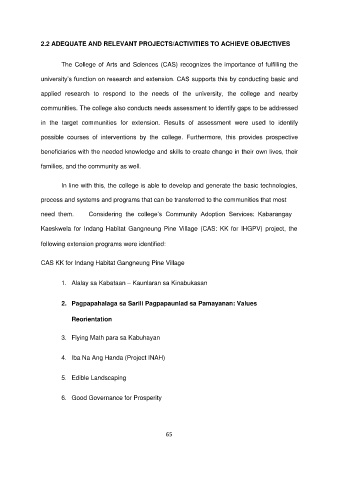 2.2 ADEQUATE AND RELEVANT PROJECTS/ACTIVITIES TO ACHIEVE OBJECTIVES
The College of Arts and Sciences (CAS) recognizes the importance of fulfilling the
university's function on research and extension. CAS supports this by conducting basic and
applied research to respond to the needs of the university, the college and nearby
communities. The college also conducts needs assessment to identify gaps to be addressed
in the target communities for extension. Results of assessment were used to identify
possible courses of interventions by the college. Furthermore, this provides prospective
beneficiaries with the needed knowledge and skills to create change in their own lives, their
families, and the community as well.
In line with this, the college is able to develop and generate the basic technologies,
process and systems and programs that can be transferred to the communities that most
need them. Considering the college's Community Adoption Services; Kabarangay
Kaeskwela for Indang Habitat Gangneung Pine Village (CAS: KK for IHGPV) project, the
following extension programs were identified:
CAS KK for Indang Habitat Gangneung Pine Village
1. Alalay sa Kabataan – Kaunlaran sa Kinabukasan
2. Pagpapahalaga sa Sarili Pagpapaunlad sa Pamayanan: Values
Reorientation
3. Flying Math para sa Kabuhayan
4. Iba Na Ang Handa (Project INAH)
5. Edible Landscaping
6. Good Governance for Prosperity
65